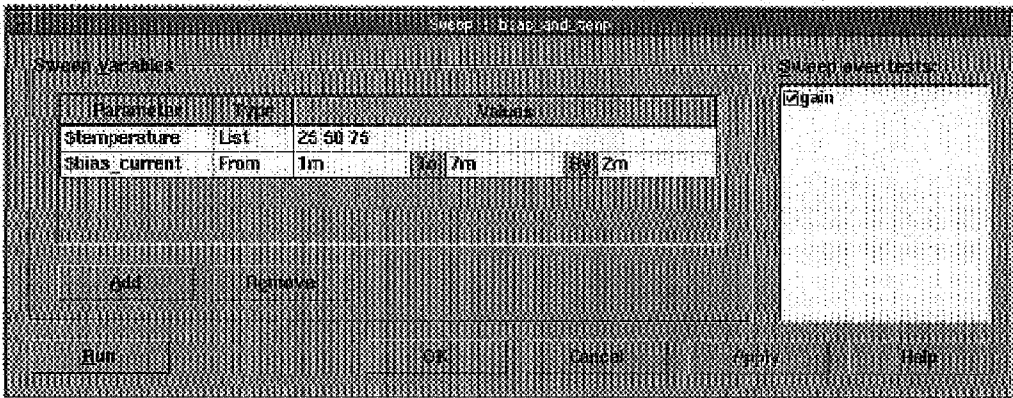 Sweep : bias_and_temp
Sweep Variables
Sweep over tests:
Parameter Type Values
$temperature List 25 50 75
$bias_current From 1m To 7m By 2m
gain
Add Remove
Run OK Cancel Apply Help